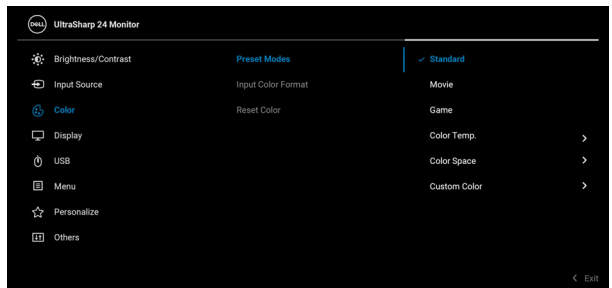 DELL UltraSharp 24 Monitor
Brightness/Contrast Preset Modes Standard
Input Source Input Color Format Movie
Color Reset Color Game
Display Color Temp.
USB Color Space
Menu Custom Color
Personalize
Others
Exit